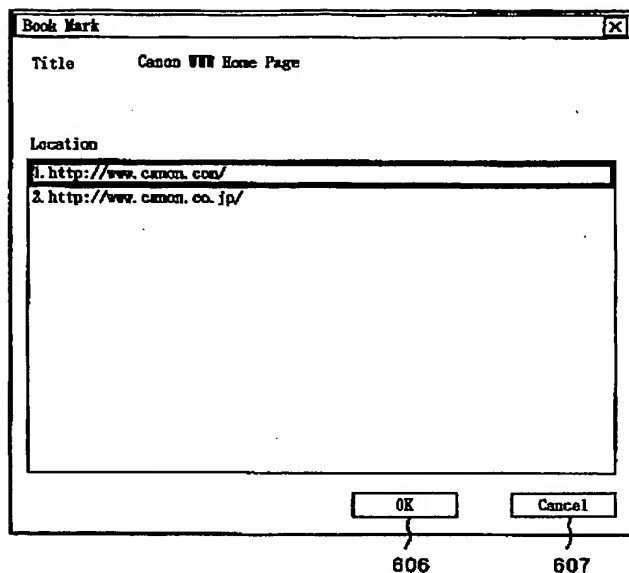 Book Mark
Title Canon WWW Home Page
Location
1. http://www.canon.com/
2. http://www.canon.co.jp/
OK Cancel
606 607